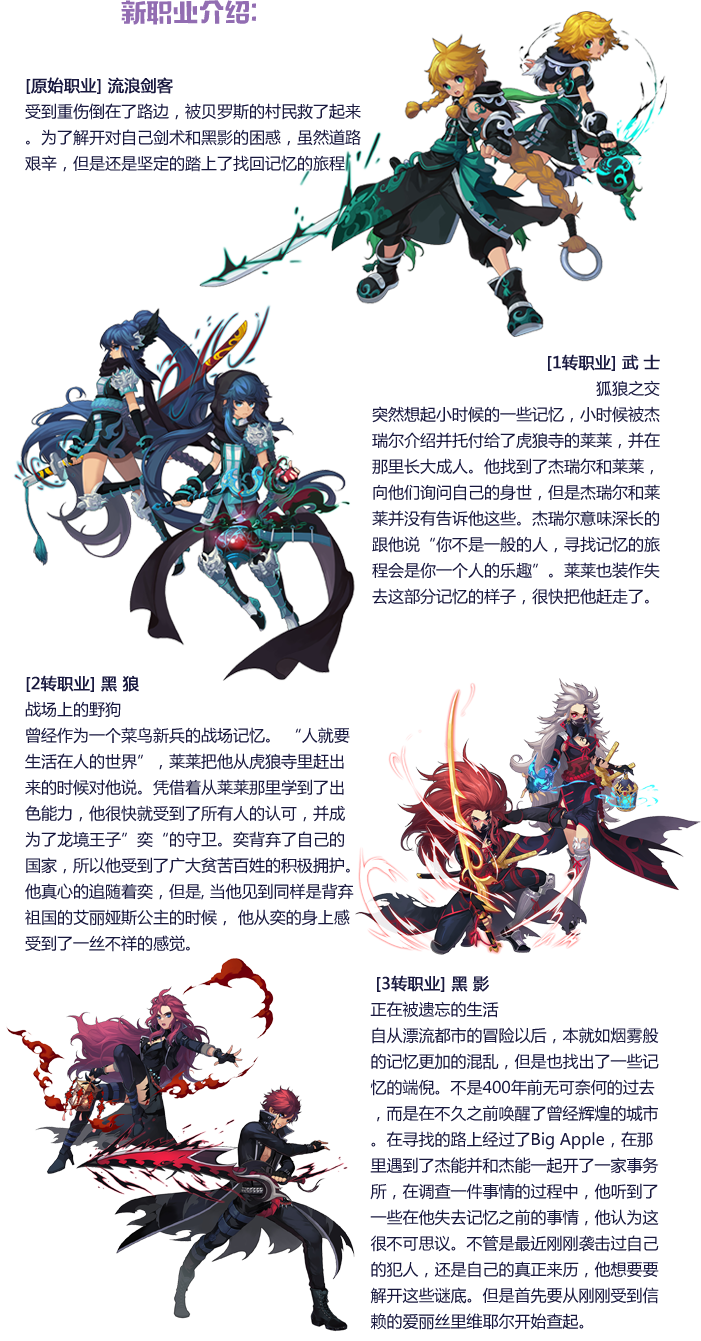 新职业介绍:
[原始职业] 流浪剑客
受到重伤倒在了路边，被贝罗斯的村民救了起来
。为了解开对自己剑术和黑影的困惑，虽然道路
艰辛，但是还是坚定的踏上了找回记忆的旅程。
[1转职业] 武 士
狐狼之交
突然想起小时候的一些记忆，小时候被杰
瑞尔介绍并托付给了虎狼寺的莱莱，并在
那里长大成人。他找到了杰瑞尔和莱莱，
向他们询问自己的身世，但是杰瑞尔和莱
莱并没有告诉他这些。杰瑞尔意味深长的
跟他说“你不是一般的人，寻找记忆的旅
程会是你一个人的乐趣”。莱莱也装作失
去这部分记忆的样子，很快把他赶走了。
[2转职业] 黑 狼
战场上的野狗
曾经作为一个菜鸟新兵的战场记忆。 “人就要
生活在人的世界”，莱莱把他从虎狼寺里赶出
来的时候对他说。凭借着从莱莱那里学到了出
色能力，他很快就受到了所有人的认可，并成
为了龙境王子”奕“的守卫。奕背弃了自己的
国家，所以他受到了广大贫苦百姓的积极拥护。
他真心的追随着奕，但是, 当他见到同样是背弃
祖国的艾丽娅斯公主的时候， 他从奕的身上感
受到了一丝不祥的感觉。
[3转职业] 黑 影
正在被遗忘的生活
自从漂流都市的冒险以后，本就如烟雾般
的记忆更加的混乱，但是也找出了一些记
忆的端倪。不是400年前无可奈何的过去
，而是在不久之前唤醒了曾经辉煌的城市
。在寻找的路上经过了Big Apple，在那
里遇到了杰能并和杰能一起开了一家事务
所，在调查一件事情的过程中，他听到了
一些在他失去记忆之前的事情，他认为这
很不可思议。不管是最近刚刚袭击过自己
的犯人，还是自己的真正来历，他想要要
解开这些谜底。但是首先要从刚刚受到信
赖的爱丽丝里维耶尔开始查起。